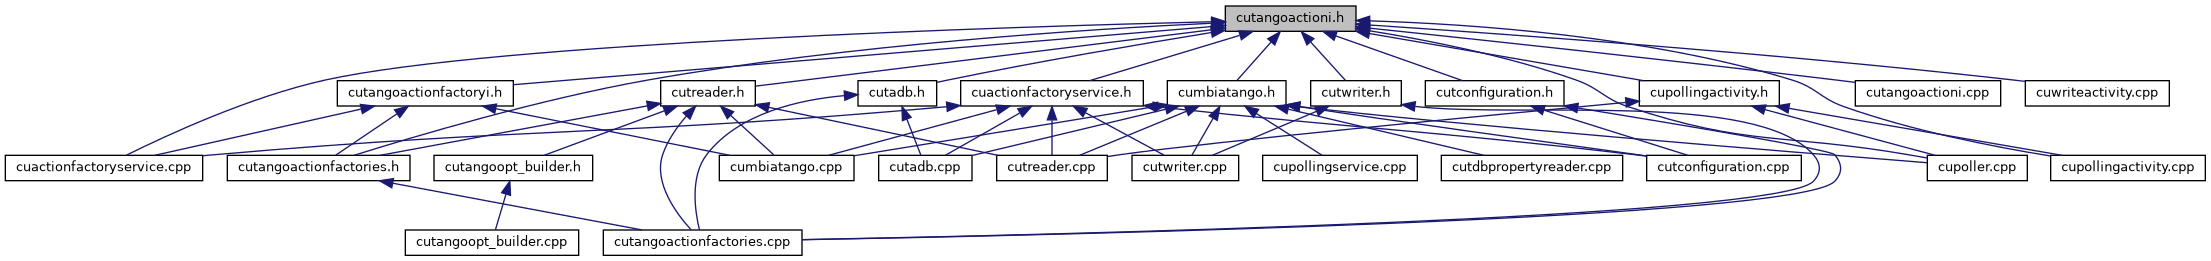 cutangoactioni.h
cutangoactionfactoryi.h
cutreader.h
cutadb.h
cuactionfactoryservice.h
cumbiatango.h
cutwriter.h
cutconfiguration.h
cupollingactivity.h
cutangoactioni.cpp
cuwriteactivity.cpp
cuactionfactoryservice.cpp
cutangoactionfactories.h
cutangoopt_builder.h
cumbiatango.cpp
cutadb.cpp
cutreader.cpp
cutwriter.cpp
cupollingservice.cpp
cutdbpropertyreader.cpp
cutconfiguration.cpp
cupoller.cpp
cupollingactivity.cpp
cutangoopt_builder.cpp
cutangoactionfactories.cpp